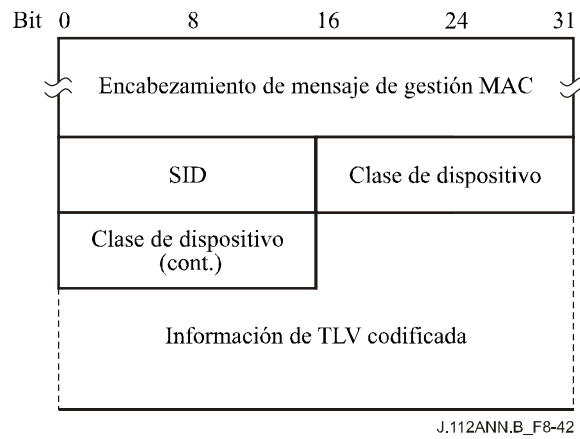 Bit 0 8 16 24 31
Encabezamiento de mensaje de gestión MAC
SID Clase de dispositivo
Clase de dispositivo
(cont.)
Información de TLV codificada
J.112ANN.B_F8-42